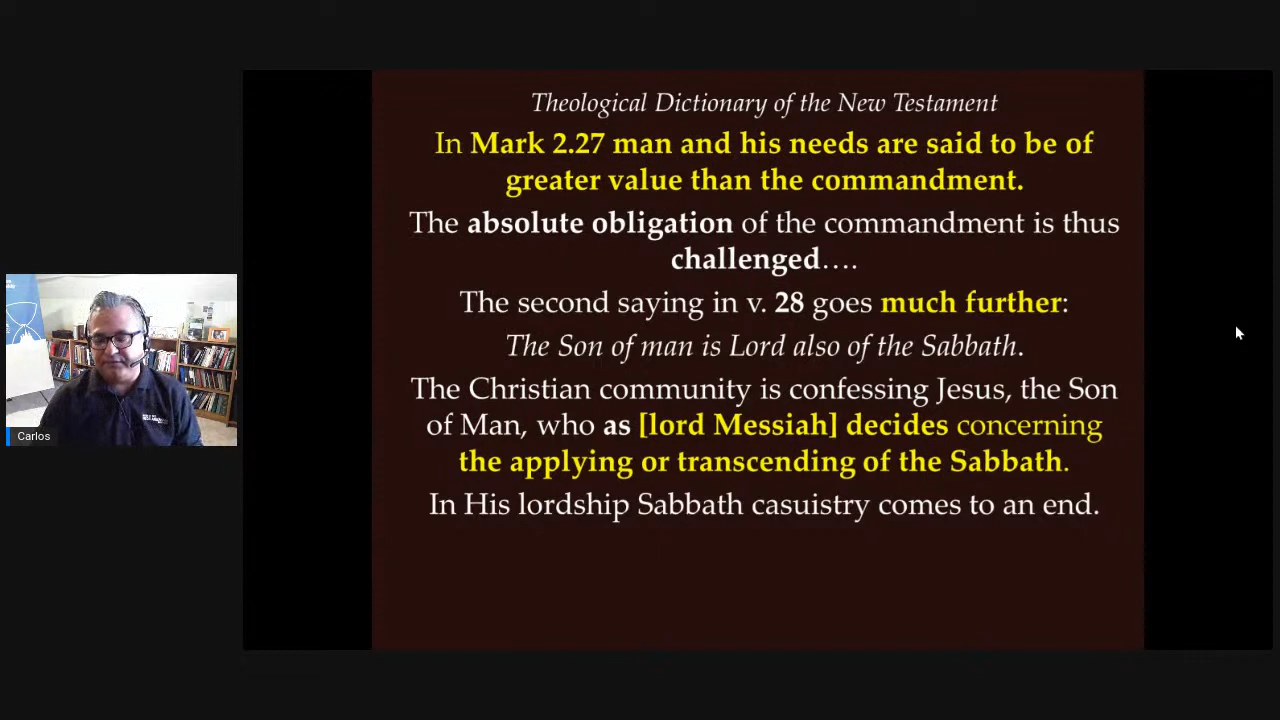 Theological Dictionary of the New Testament
In Mark 2.27 man and his needs are said to be of
greater value than the commandment.
The absolute obligation of the commandment is thus
challenged….
The second saying in v. 28 goes much further:
The Son of man is Lord also of the Sabbath.
The Christian community is confessing Jesus, the Son
of Man, who as [lord Messiah] decides concerning
the applying or transcending of the Sabbath.
In His lordship Sabbath casuistry comes to an end.
Carlos